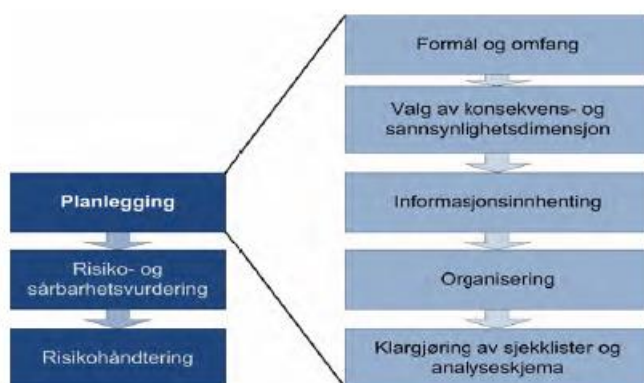 Planlegging
Risiko- og
sårbarhetsvurdering
Risikohåndtering
Formål og omfang
Valg av konsekvens- og
sannsynlighetsdimensjon
Informasjonsinnhenting
Organisering
Klargjøring av sjekklister og
analyseskjema